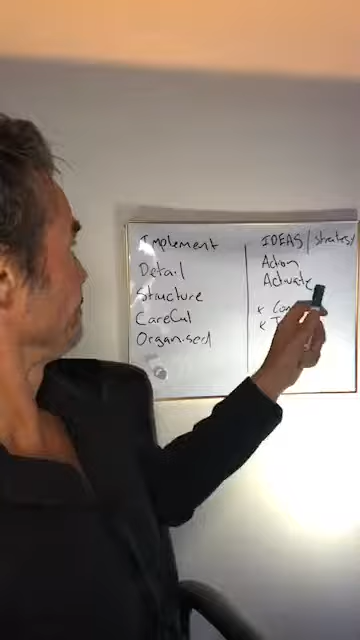 Implement
Detail
Structure
Careful
Organised
IDEAS / Strategy
Action
Activate
x
x